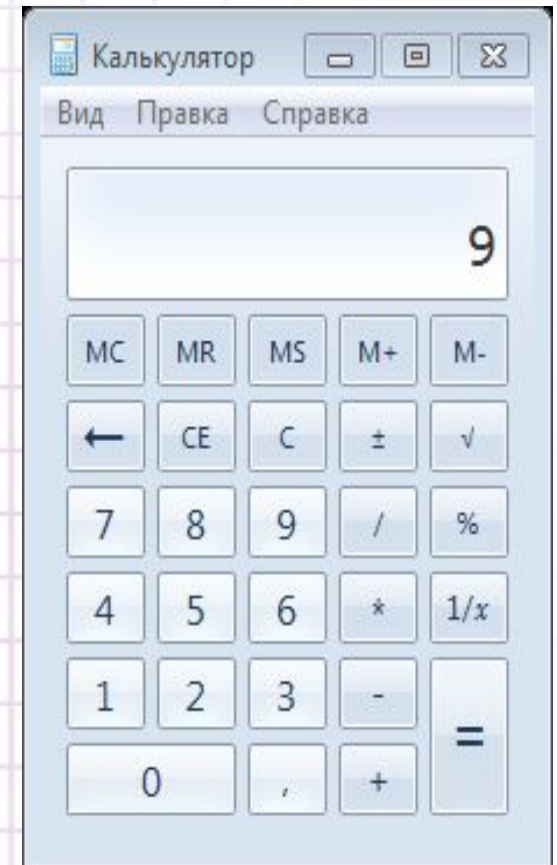 Калькулятор
Вид Правка Справка
9
MC MR MS M+ M-
← CE C ± √
7 8 9 / %
4 5 6 * 1/x
1 2 3 - =
0 , +